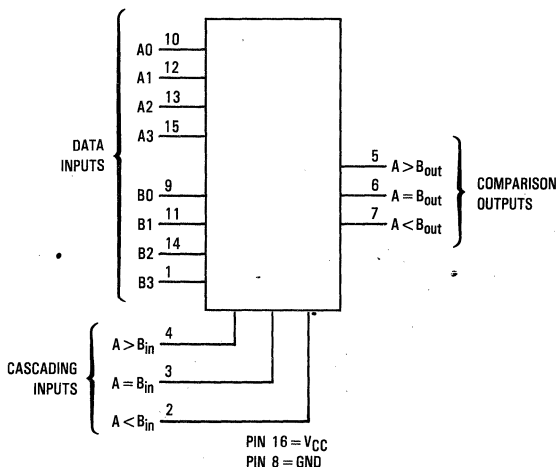 A0 10
A1 12
A2 13
A3 15
DATA
INPUTS
B0 9
B1 11
B2 14
B3 1
5 A>Bout
6 A=Bout
7 A<Bout
COMPARISON
OUTPUTS
CASCADING
INPUTS
A>Bin 4
A=Bin 3
A<Bin 2
PIN 16=VCC
PIN 8=GND